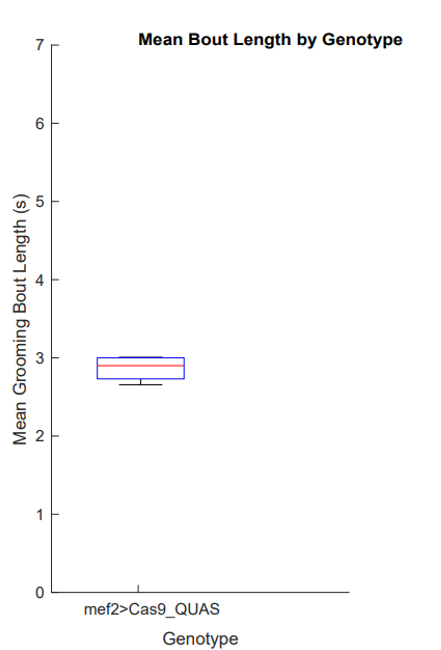 Mean Bout Length by Genotype
Mean Grooming Bout Length (s)
7
6
5
4
3
2
1
0
mef2>Cas9_QUAS
Genotype